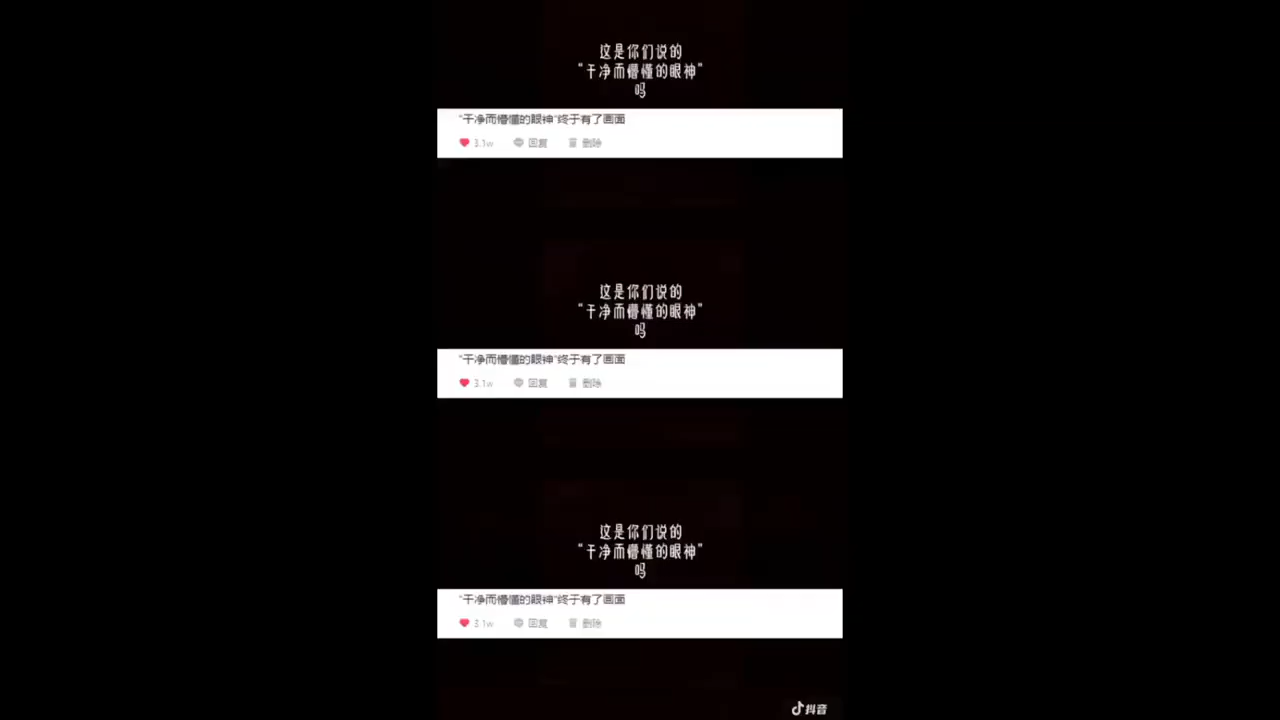 这是你们说的
“干净而懵懂的眼神”
吗
“干净而懵懂的眼神”终于有了画面
3.1w 回复 删除
这是你们说的
“干净而懵懂的眼神”
吗
“干净而懵懂的眼神”终于有了画面
3.1w 回复 删除
这是你们说的
“干净而懵懂的眼神”
吗
“干净而懵懂的眼神”终于有了画面
3.1w 回复 删除
抖音